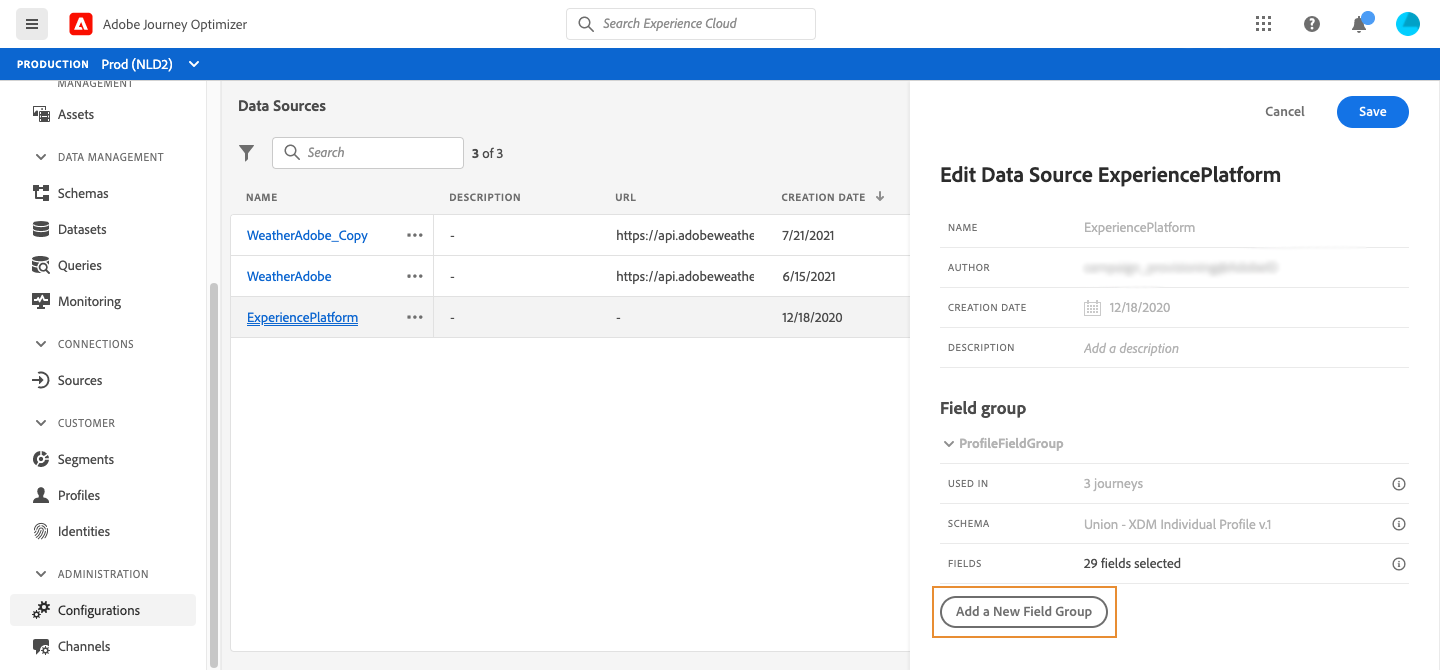 Adobe Journey Optimizer
Search Experience Cloud
PRODUCTION Prod (NLD2)
MANAGEMENT
Assets
DATA MANAGEMENT
Schemas
Datasets
Queries
Monitoring
CONNECTIONS
Sources
CUSTOMER
Segments
Profiles
Identities
ADMINISTRATION
Configurations
Channels
Data Sources
Search
3 of 3
NAME DESCRIPTION URL CREATION DATE
WeatherAdobe_Copy ••• - https://api.adobeweathe 7/21/2021
WeatherAdobe ••• - https://api.adobeweathe 6/15/2021
ExperiencePlatform ••• - - 12/18/2020
Cancel Save
Edit Data Source ExperiencePlatform
NAME ExperiencePlatform
AUTHOR
CREATION DATE 12/18/2020
DESCRIPTION Add a description
Field group
ProfileFieldGroup
USED IN 3 journeys
SCHEMA Union - XDM Individual Profile v.1
FIELDS 29 fields selected
Add a New Field Group